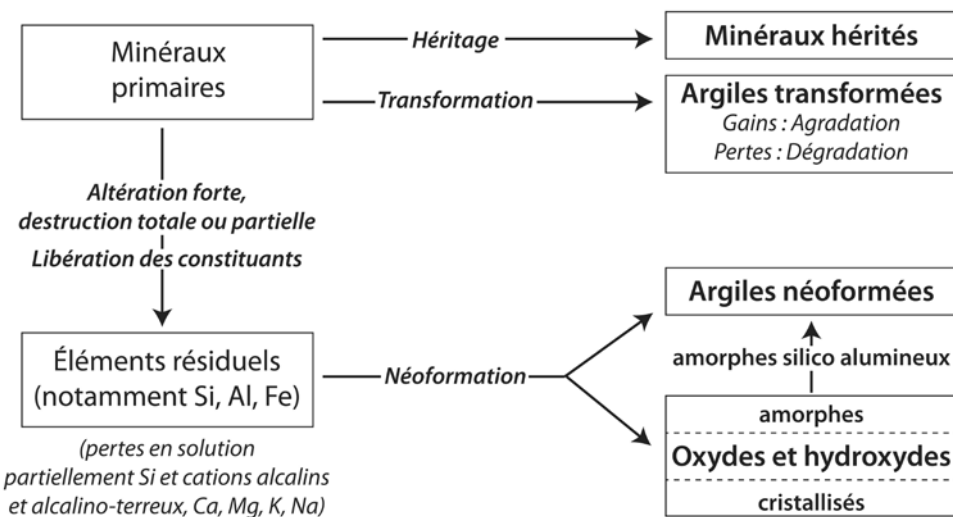 Minéraux
primaires
Héritage
Minéraux hérités
Transformation
Argiles transformées
Gains : Agradation
Pertes : Dégradation
Altération forte,
destruction totale ou partielle
Libération des constituants
Éléments résiduels
(notamment Si, Al, Fe)
(pertes en solution
partiellement Si et cations alcalins
et alcalino-terreux, Ca, Mg, K, Na)
Néoformation
Argiles néoformées
amorphes silico alumineux
amorphes
Oxydes et hydroxydes
cristallisés